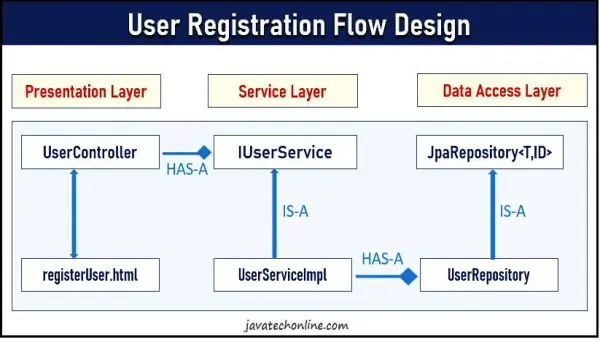 User Registration Flow Design
Presentation Layer
Service Layer
Data Access Layer
UserController
HAS-A
IUserService
JpaRepository<T,ID>
IS-A
IS-A
registerUser.html
UserServiceImpl
HAS-A
UserRepository
javatechonline.com